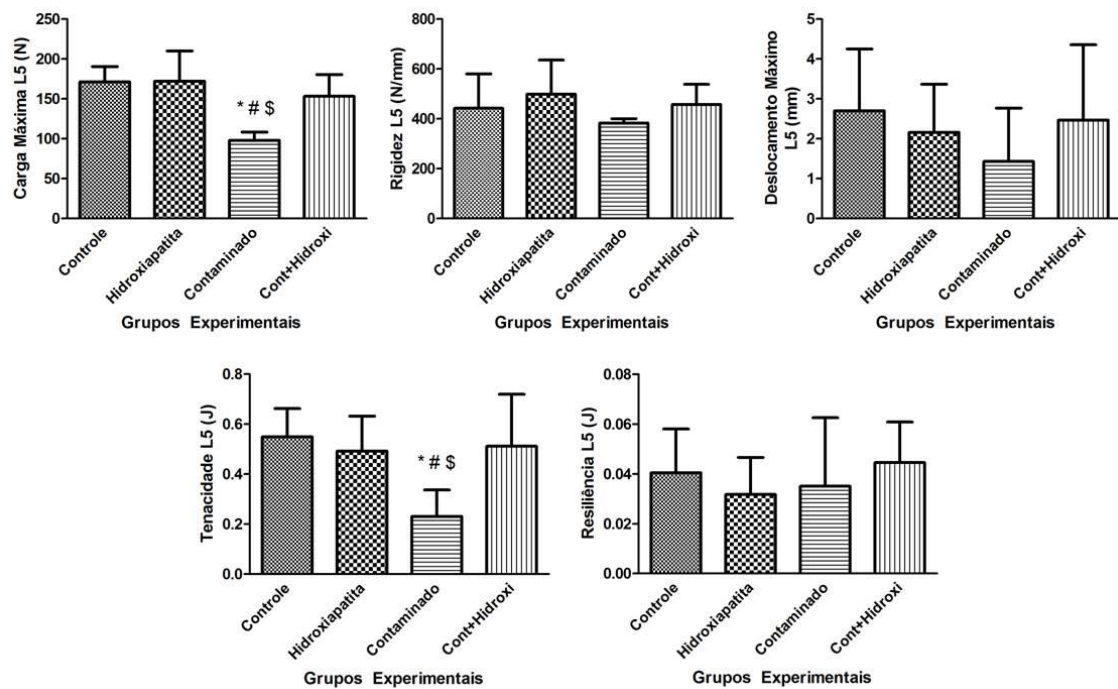 Carga Máxima L5 (N)
250
200
150
100
50
0
* # $
Controle
Hidroxiapatita
Contaminado
Cont+Hidroxi
Grupos Experimentais
Rigidez L5 (N/mm)
800
600
400
200
0
Controle
Hidroxiapatita
Contaminado
Cont+Hidroxi
Grupos Experimentais
Deslocamento Máximo
L5 (mm)
5
4
3
2
1
0
Controle
Hidroxiapatita
Contaminado
Cont+Hidroxi
Grupos Experimentais
Tenacidade L5 (J)
0.8
0.6
0.4
0.2
0.0
* # $
Controle
Hidroxiapatita
Contaminado
Cont+Hidroxi
Grupos Experimentais
Resiliência L5 (J)
0.08
0.06
0.04
0.02
0.00
Controle
Hidroxiapatita
Contaminado
Cont+Hidroxi
Grupos Experimentais